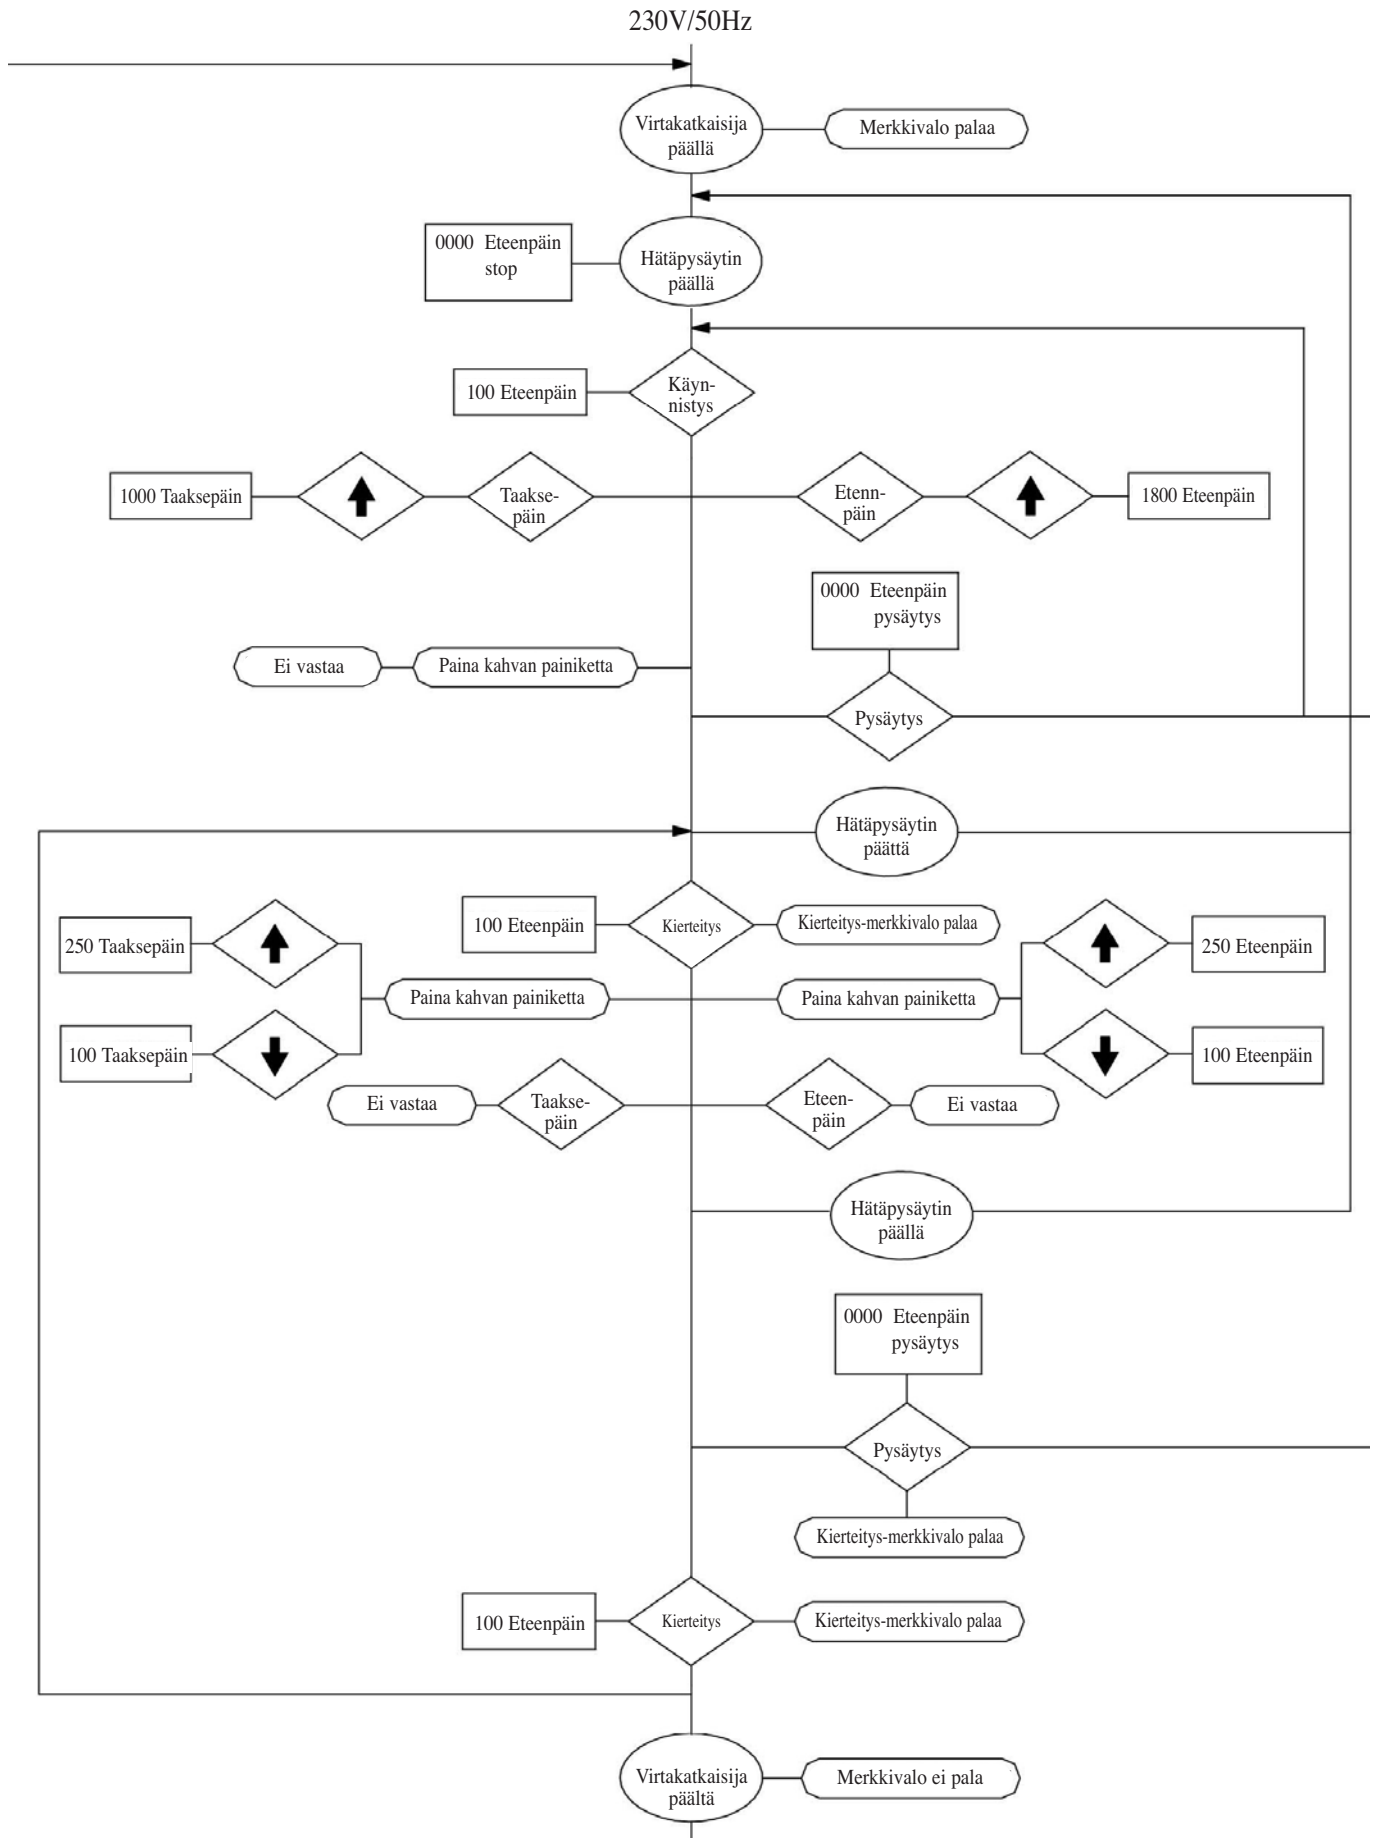 230V/50Hz
Virtakatkaisija
päällä
Merkkivalo palaa
0000 Eteenpäin
stop
Hätäpysäytin
päällä
100 Eteenpäin
Käyn-
nistys
1000 Taaksepäin
Taakse-
päin
Etenn-
päin
1800 Eteenpäin
0000 Eteenpäin
pysäytys
Ei vastaa
Paina kahvan painiketta
Pysäytys
Hätäpysäytin
päättä
100 Eteenpäin
Kierteitys
Kierteitys-merkkivalo palaa
250 Taaksepäin
250 Eteenpäin
Paina kahvan painiketta
Paina kahvan painiketta
100 Taaksepäin
100 Eteenpäin
Ei vastaa
Taakse-
päin
Eteen-
päin
Ei vastaa
Hätäpysäytin
päällä
0000 Eteenpäin
pysäytys
Pysäytys
Kierteitys-merkkivalo palaa
100 Eteenpäin
Kierteitys
Kierteitys-merkkivalo palaa
Virtakatkaisija
päältä
Merkkivalo ei pala